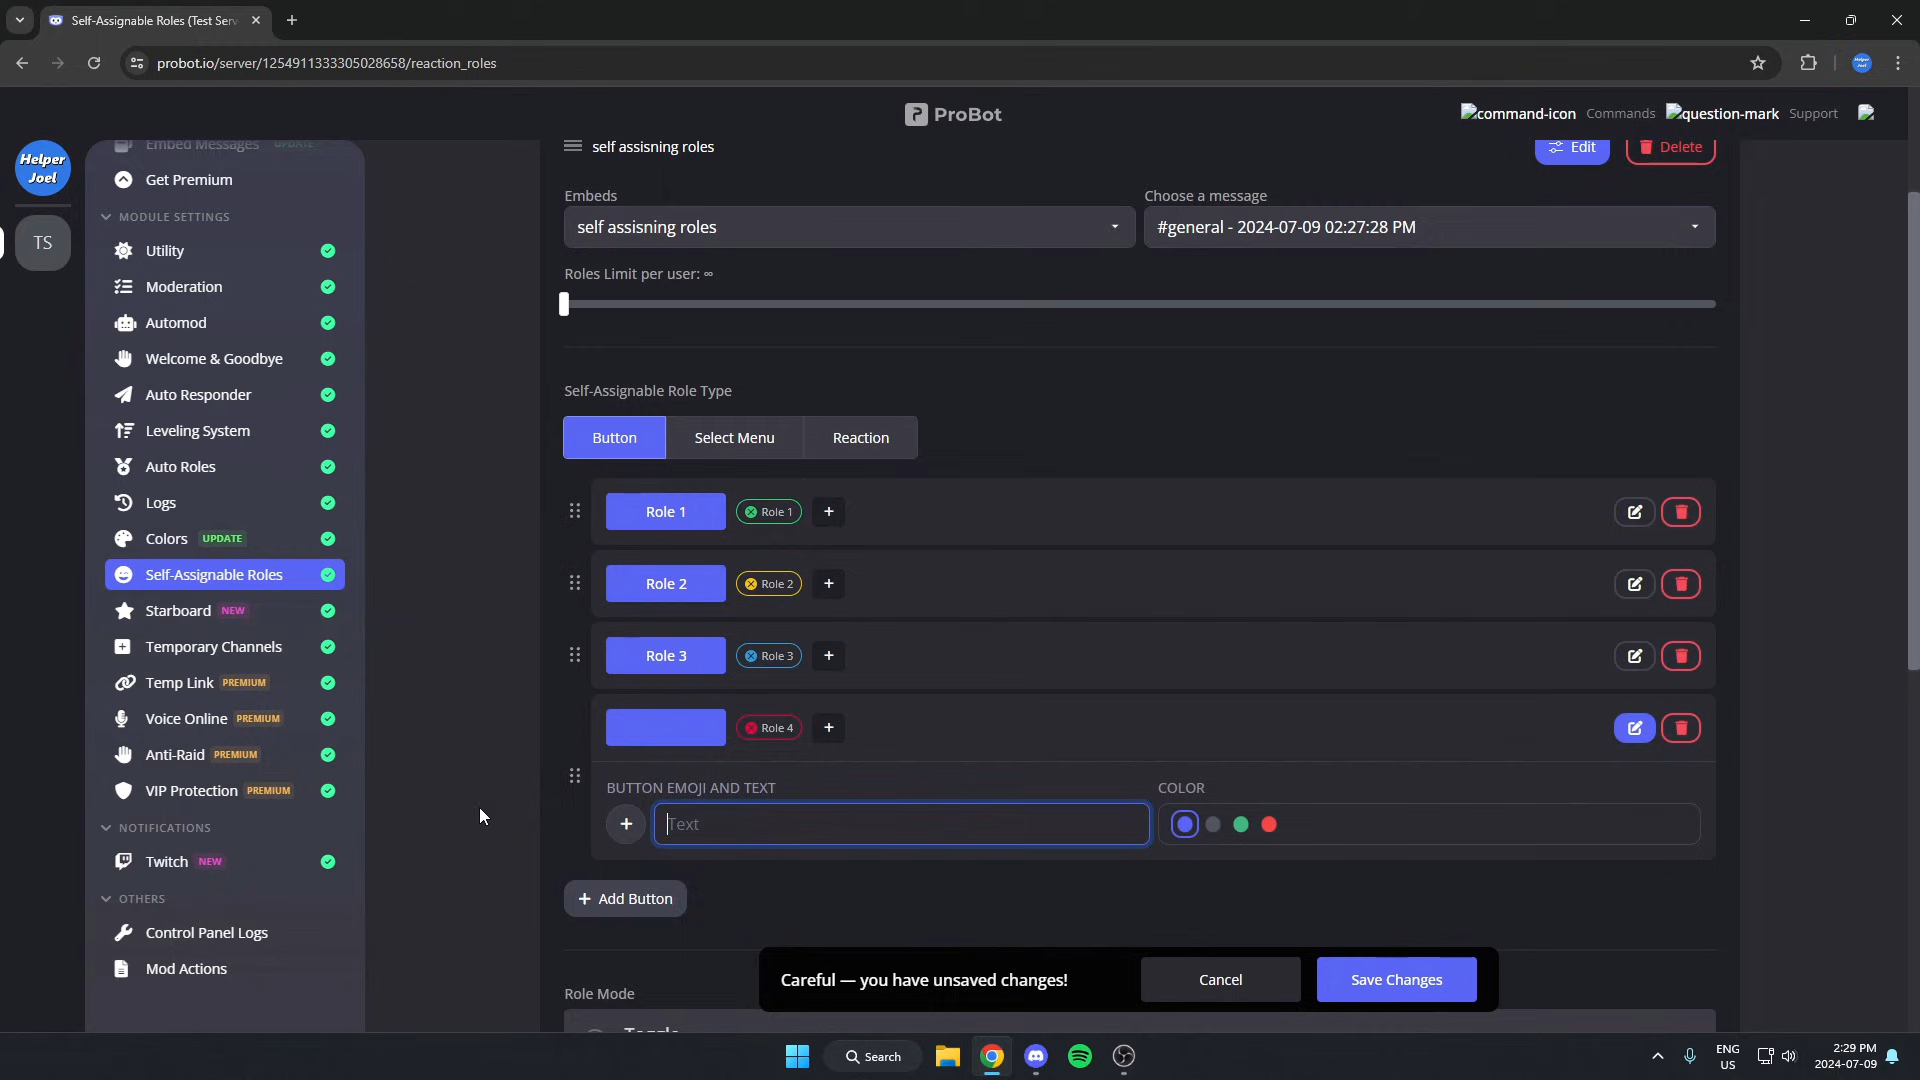 Self-Assignable Roles (Test Serv
probot.io/server/1254911333305028658/reaction_roles
ProBot
command-icon Commands question-mark Support
Helper
Joel
TS
Embed Messages UPDATE
Get Premium
MODULE SETTINGS
Utility
Moderation
Automod
Welcome & Goodbye
Auto Responder
Leveling System
Auto Roles
Logs
Colors UPDATE
Self-Assignable Roles
Starboard NEW
Temporary Channels
Temp Link PREMIUM
Voice Online PREMIUM
Anti-Raid PREMIUM
VIP Protection PREMIUM
NOTIFICATIONS
Twitch NEW
OTHERS
Control Panel Logs
Mod Actions
self assisning roles
Edit
Delete
Embeds
Choose a message
self assisning roles
#general - 2024-07-09 02:27:28 PM
Roles Limit per user: ∞
Self-Assignable Role Type
Button
Select Menu
Reaction
Role 1 Role 1 +
Role 2 Role 2 +
Role 3 Role 3 +
Role 4 +
BUTTON EMOJI AND TEXT
COLOR
+ Text
+ Add Button
Careful — you have unsaved changes!
Cancel
Save Changes
Role Mode
Toggle
Search
ENG
US
2:29 PM
2024-07-09